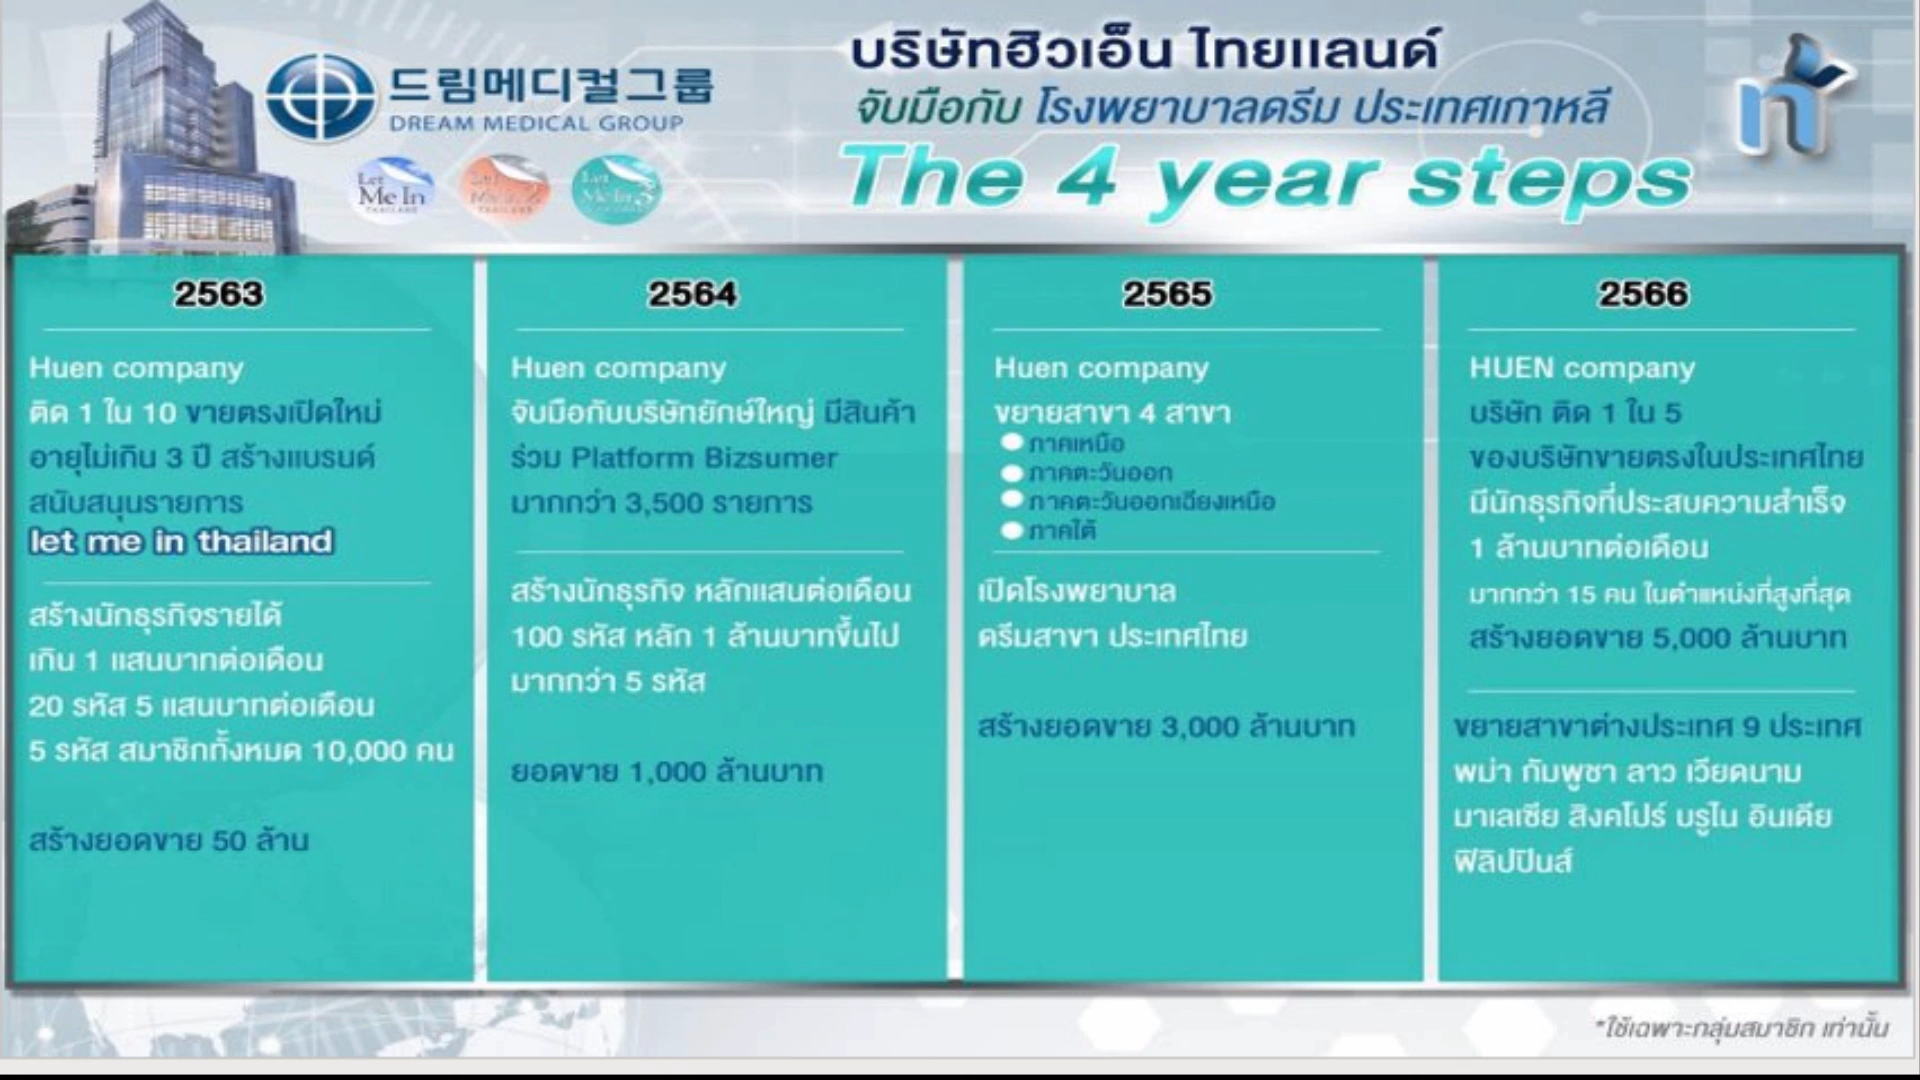 드림메디컬그룹
DREAM MEDICAL GROUP
Let
Me In
THAILAND
Let
Let
Me In 3
บริษัทฮิวเอ็น ไทยแลนด์
จับมือกับ โรงพยาบาลดรีม ประเทศเกาหลี
The 4 year steps
2563
Huen company
ติด 1 ใน 10 ขายตรงเปิดใหม่
อายุไม่เกิน 3 ปี สร้างแบรนด์
สนับสนุนรายการ
let me in thailand
สร้างนักธุรกิจรายได้
เกิน 1 แสนบาทต่อเดือน
20 รหัส 5 แสนบาทต่อเดือน
5 รหัส สมาชิกทั้งหมด 10,000 คน
สร้างยอดขาย 50 ล้าน
2564
Huen company
จับมือกับบริษัทยักษ์ใหญ่ มีสินค้า
ร่วม Platform Bizsumer
มากกว่า 3,500 รายการ
สร้างนักธุรกิจ หลักแสนต่อเดือน
100 รหัส หลัก 1 ล้านบาทขึ้นไป
มากกว่า 5 รหัส
ยอดขาย 1,000 ล้านบาท
2565
Huen company
ขยายสาขา 4 สาขา
ภาคเหนือ
ภาคตะวันออก
ภาคตะวันออกเฉียงเหนือ
ภาคใต้
เปิดโรงพยาบาล
ดรีมสาขา ประเทศไทย
สร้างยอดขาย 3,000 ล้านบาท
2566
HUEN company
บริษัท ติด 1 ใน 5
ของบริษัทขายตรงในประเทศไทย
มีนักธุรกิจที่ประสบความสำเร็จ
1 ล้านบาทต่อเดือน
มากกว่า 15 คน ในตำแหน่งที่สูงที่สุด
สร้างยอดขาย 5,000 ล้านบาท
ขยายสาขาต่างประเทศ 9 ประเทศ
พม่า กัมพูชา ลาว เวียดนาม
มาเลเซีย สิงคโปร์ บรูไน อินเดีย
ฟิลิปปินส์
*ใช้เฉพาะกลุ่มสมาชิก เท่านั้น